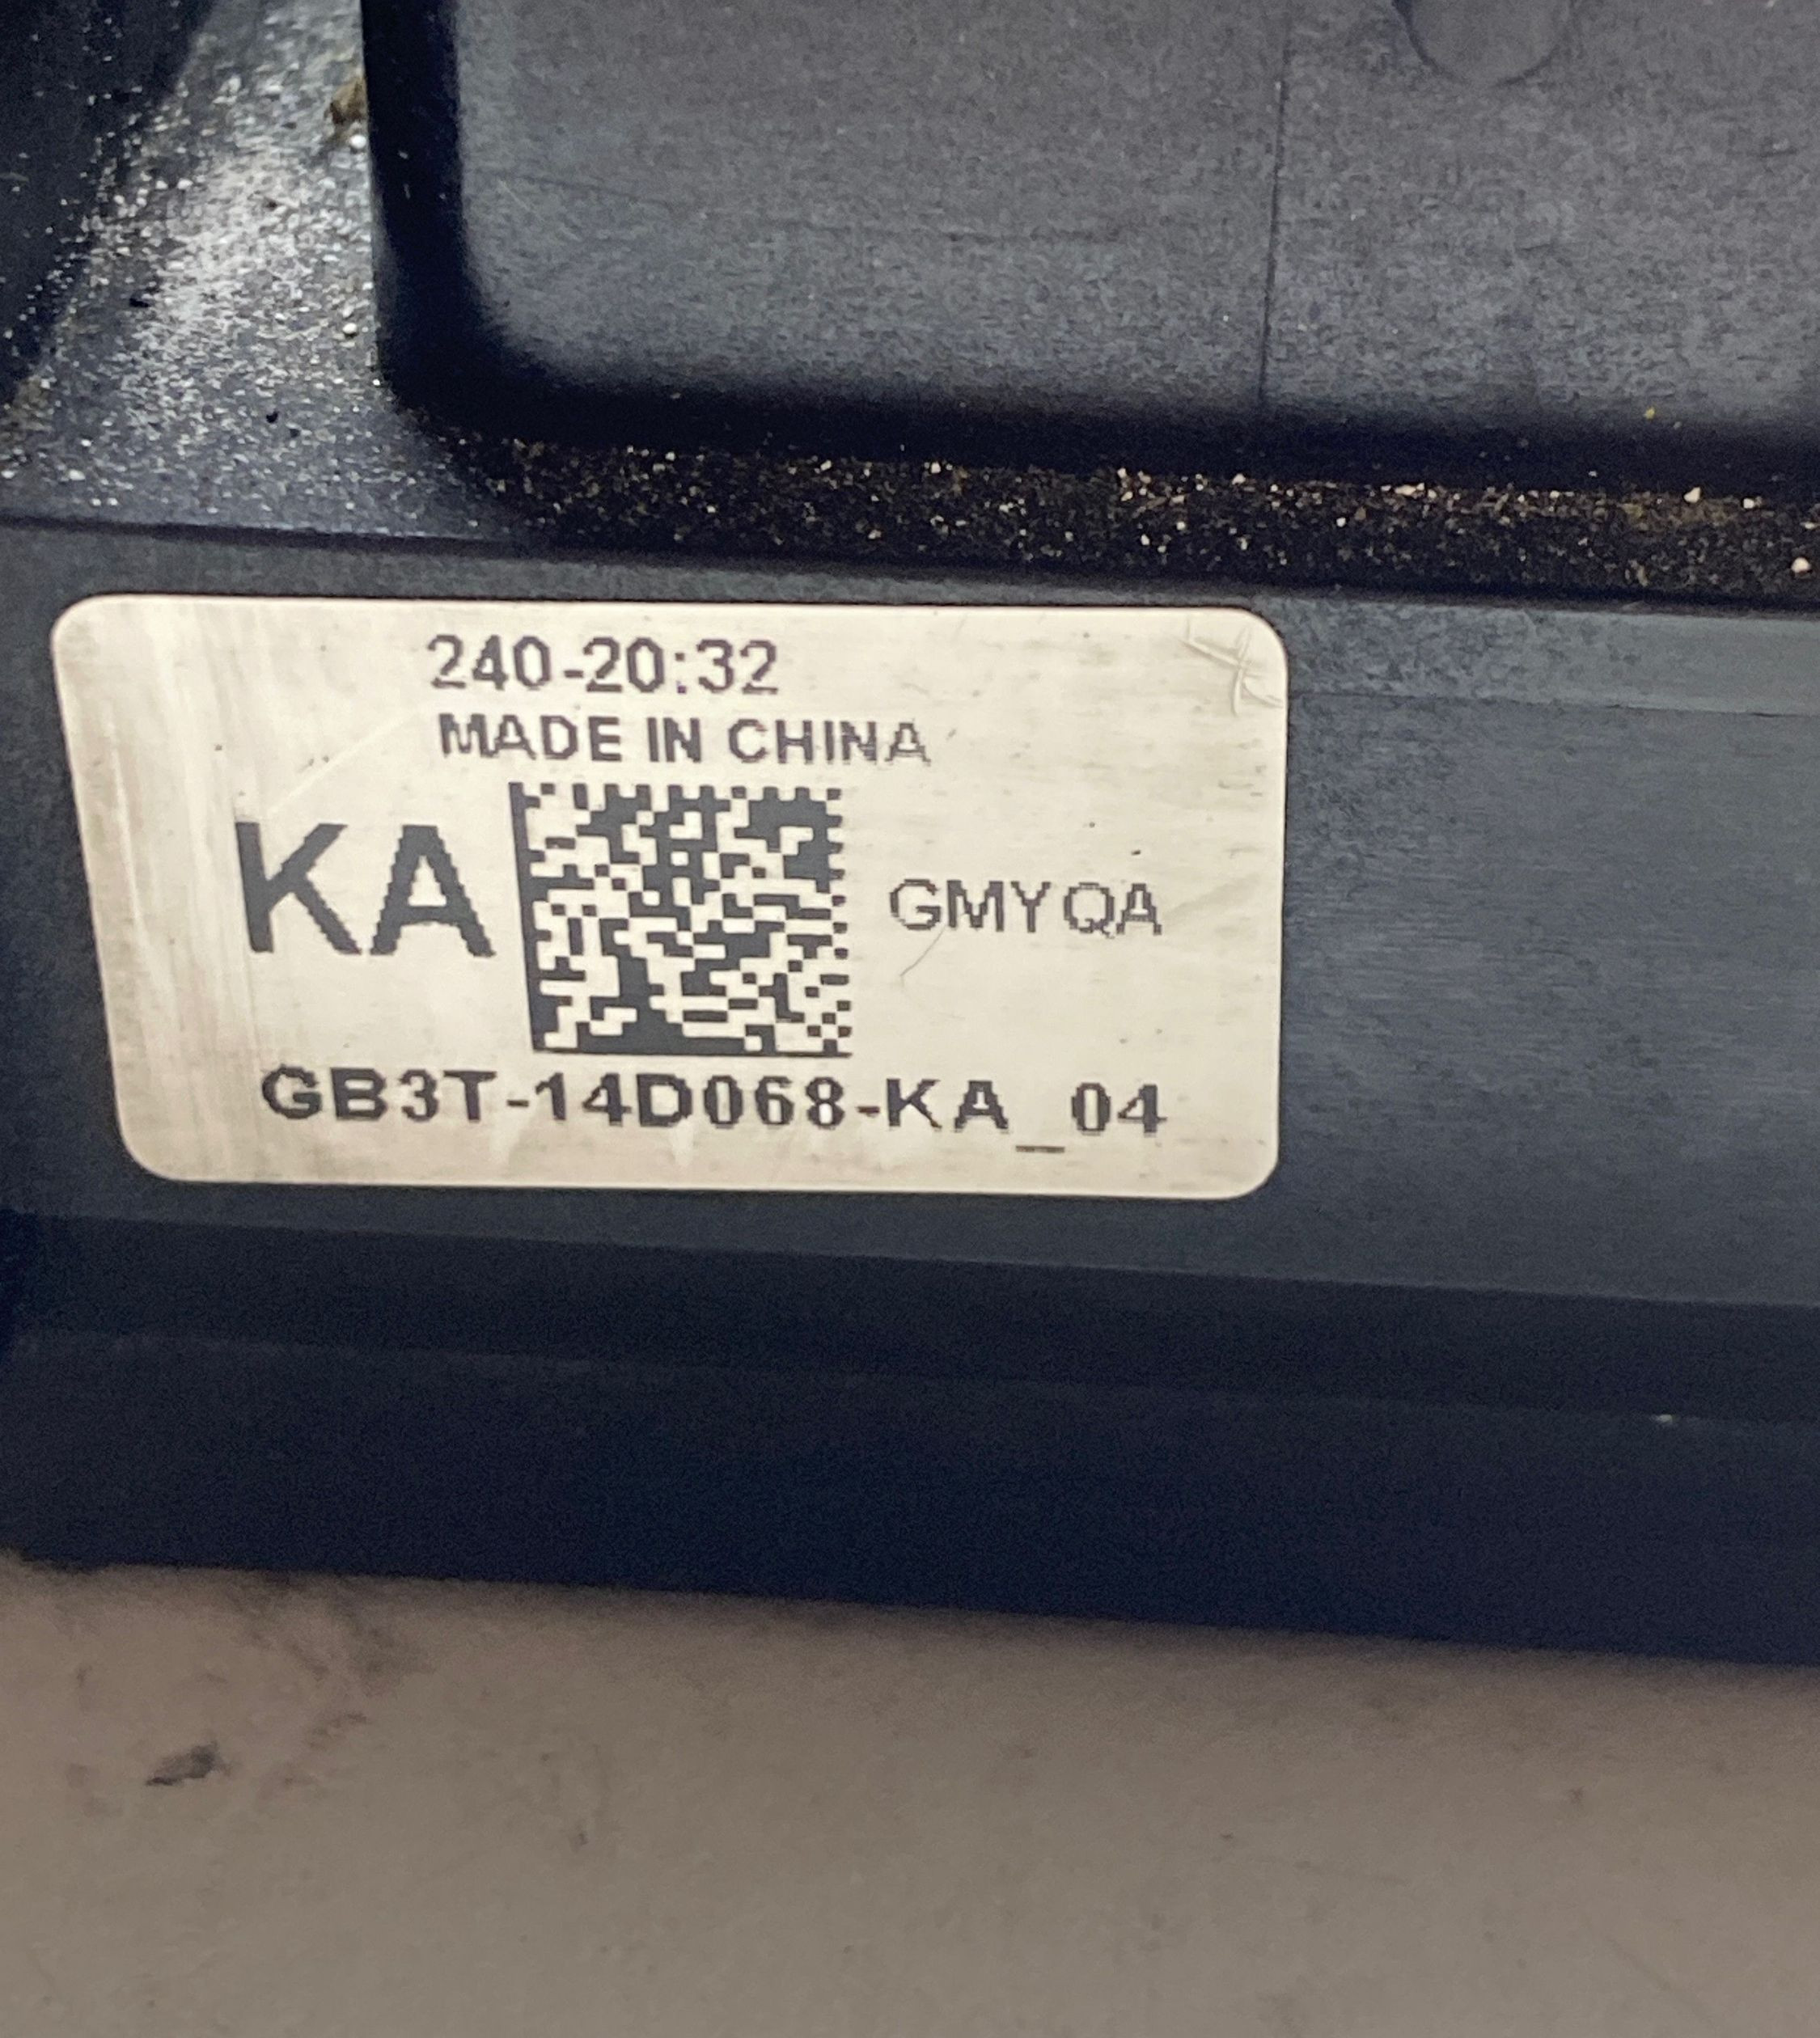 240-20:32
MADE IN CHINA
KA
GMYQA
GB3T-14D068-KA_04